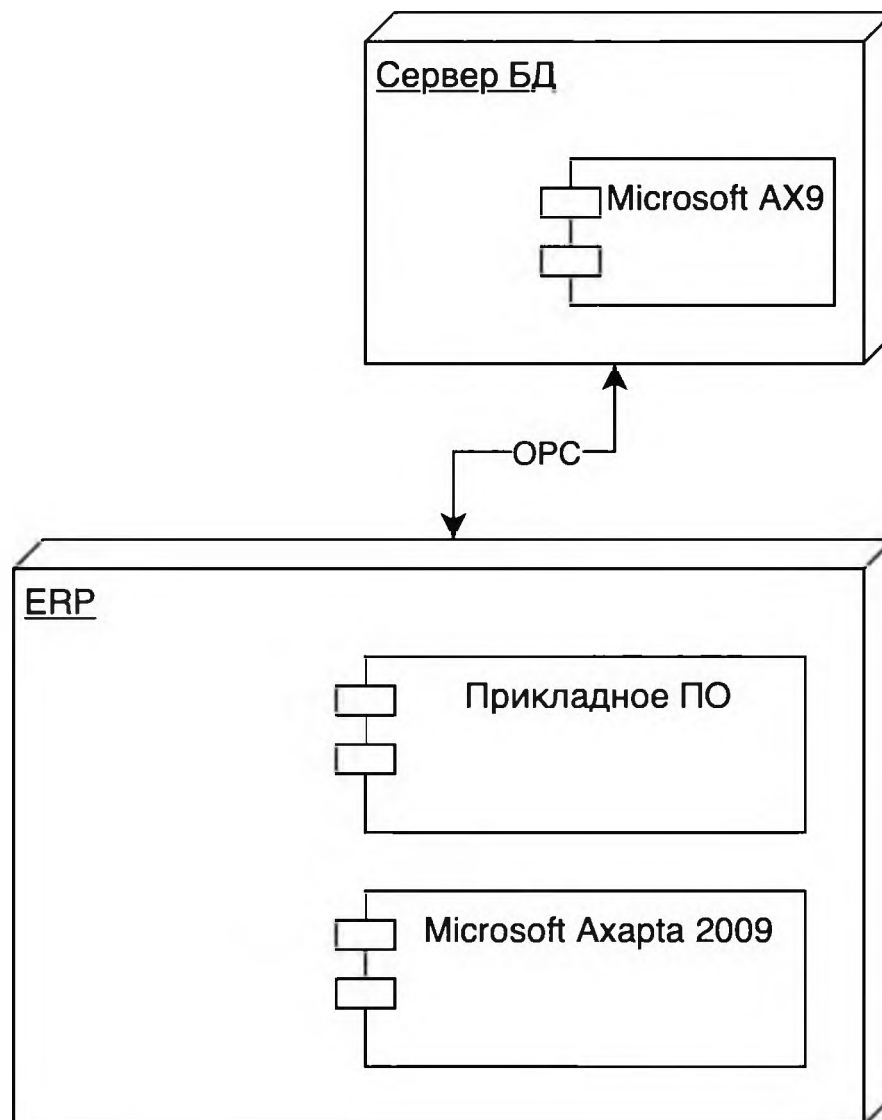 Сервер БД
Microsoft AX9
OPC
ERP
Прикладное ПО
Microsoft Axapta 2009